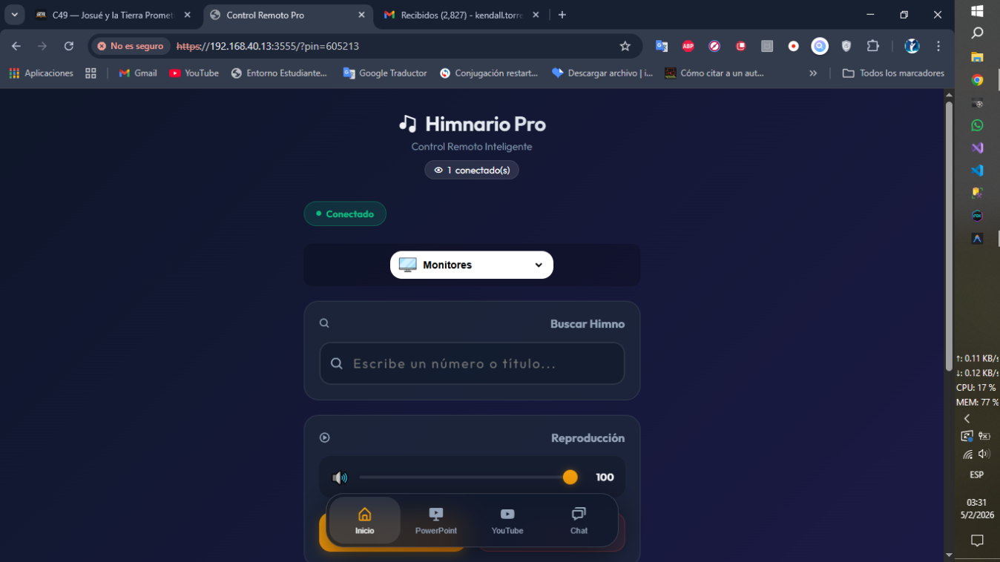 C49 — Josué y la Tierra Promet
Control Remoto Pro
Recibidos (2,827) - kendall.torre
No es seguro
https://192.168.40.13:3555/?pin=605213
ABP
Aplicaciones
Gmail
YouTube
Entorno Estudiante...
Google Traductor
Conjugación restart...
Descargar archivo | i...
Cómo citar a un aut...
Todos los marcadores
Himnario Pro
Control Remoto Inteligente
1 conectado(s)
Conectado
Monitores
Buscar Himno
Escribe un número o título...
Reproducción
100
Inicio
PowerPoint
YouTube
Chat
↑: 0.11 KB/s
↓: 0.12 KB/s
CPU: 17 %
MEM: 77 %
ESP
03:31
5/2/2026